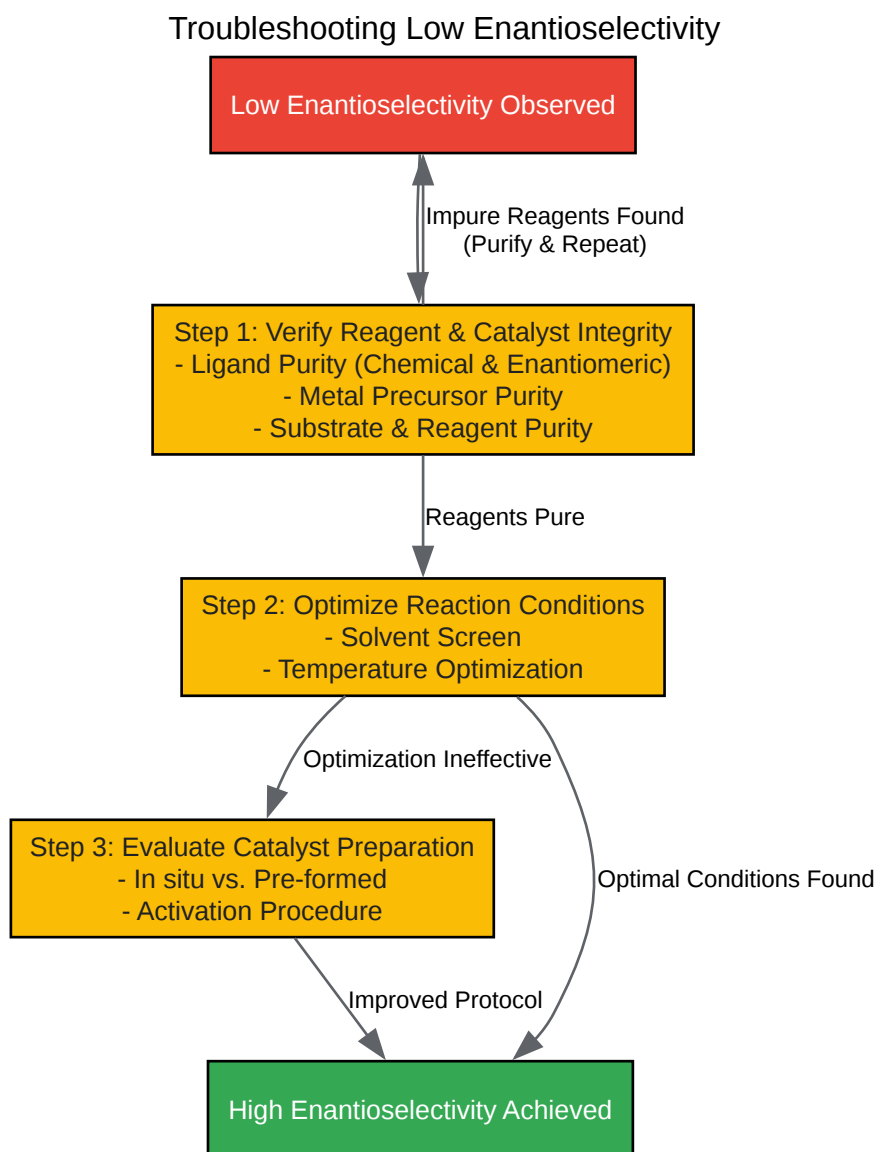 Troubleshooting Low Enantioselectivity
Low Enantioselectivity Observed
Impure Reagents Found
(Purify & Repeat)
Step 1: Verify Reagent & Catalyst Integrity
- Ligand Purity (Chemical & Enantiomeric)
- Metal Precursor Purity
- Substrate & Reagent Purity
Reagents Pure
Step 2: Optimize Reaction Conditions
- Solvent Screen
- Temperature Optimization
Optimization Ineffective
Step 3: Evaluate Catalyst Preparation
- In situ vs. Pre-formed
- Activation Procedure
Optimal Conditions Found
Improved Protocol
High Enantioselectivity Achieved